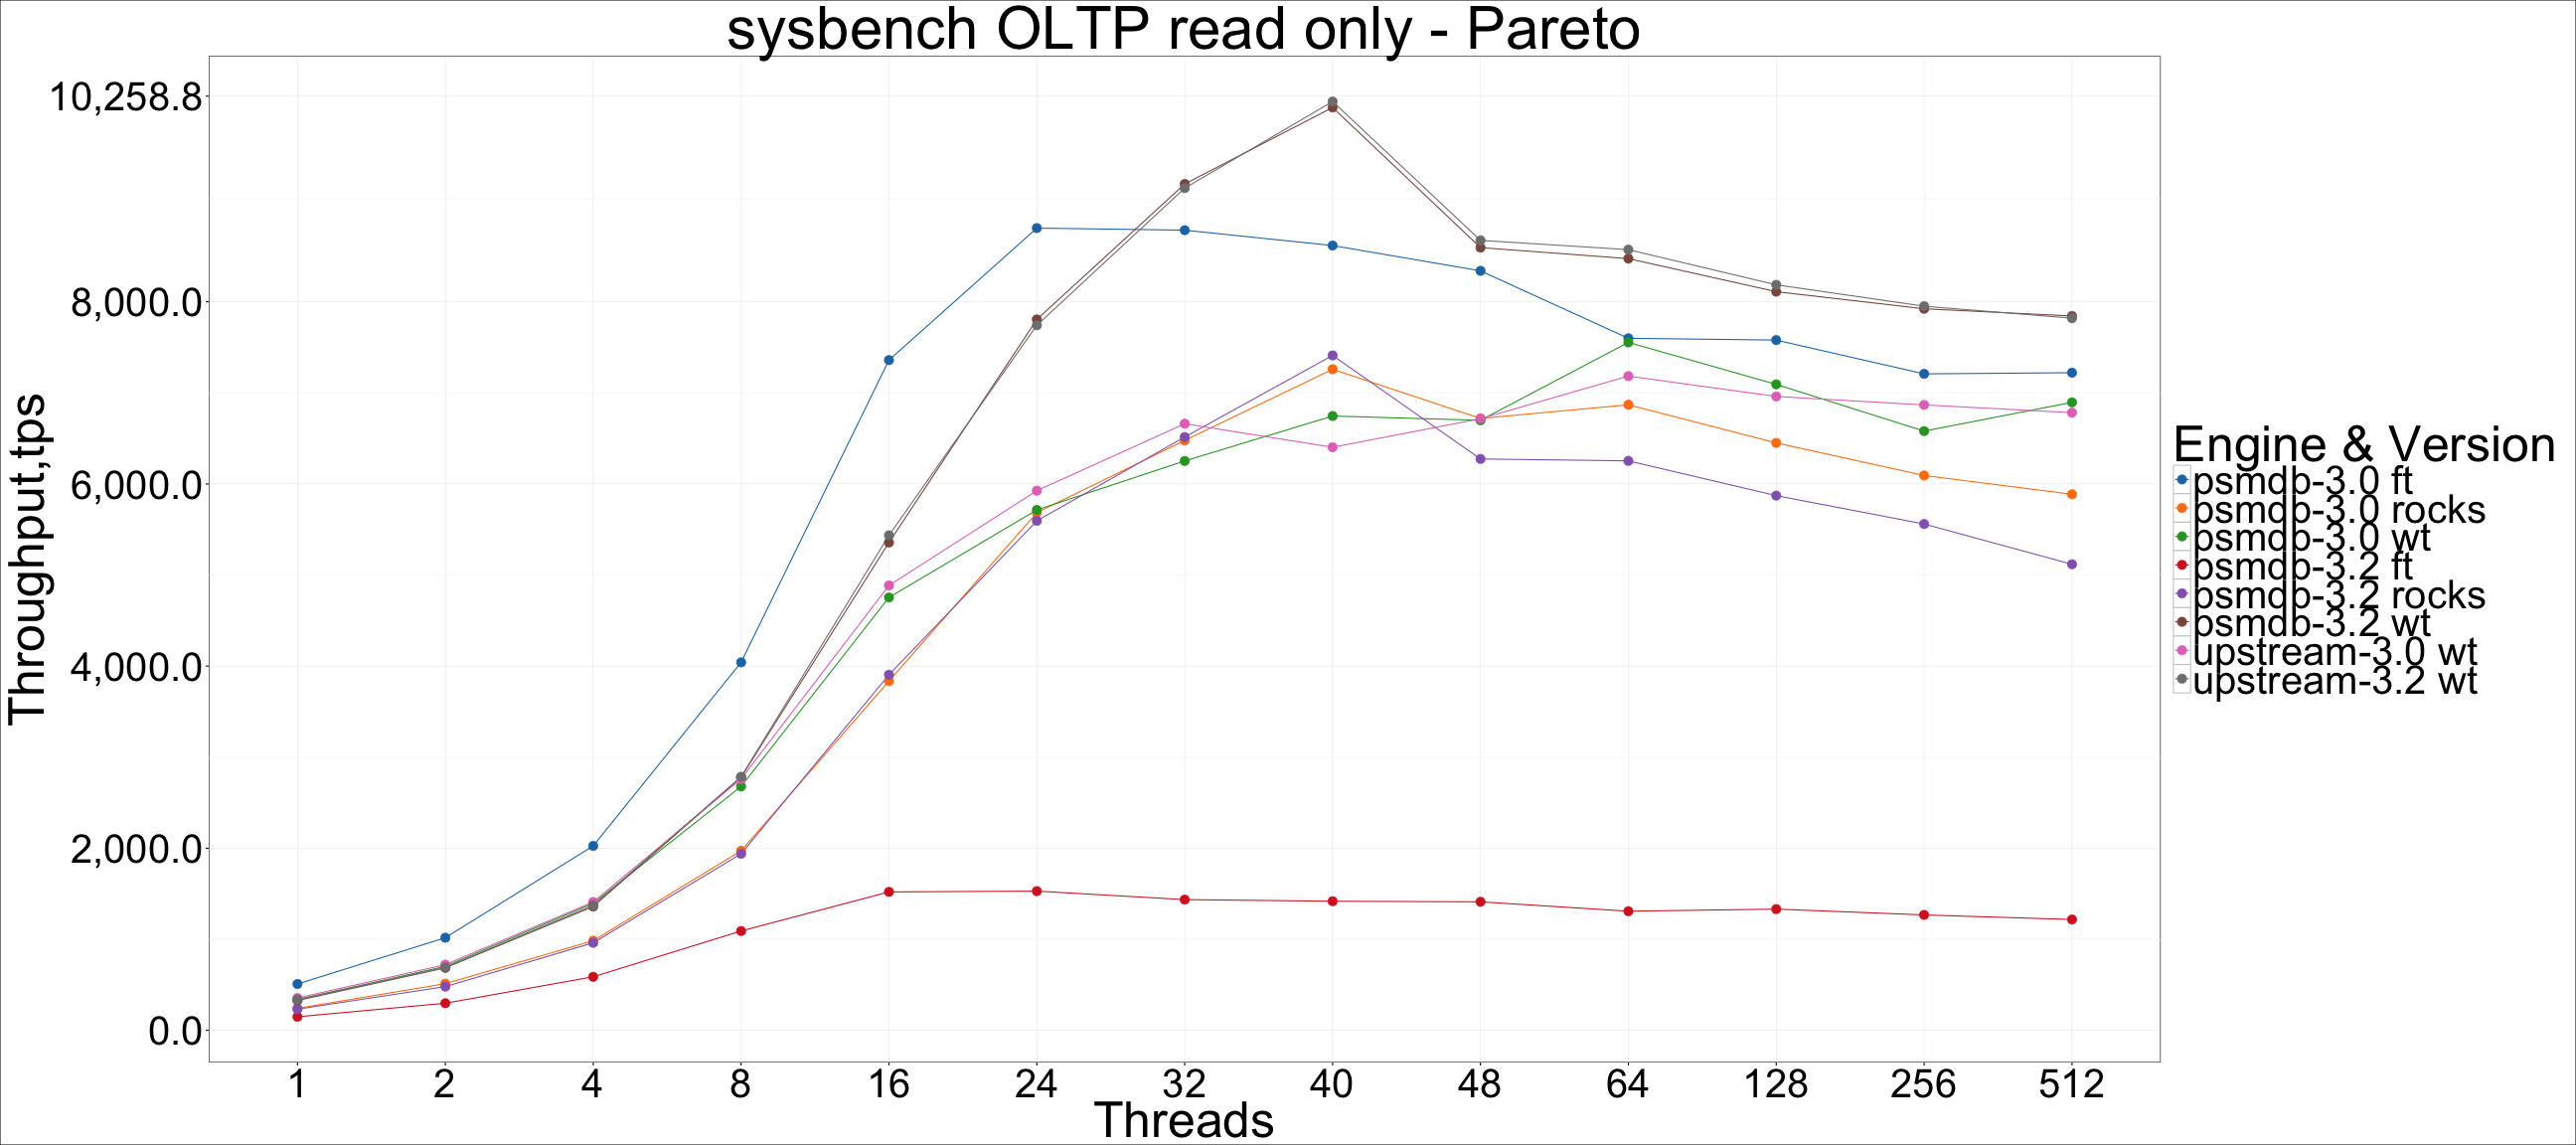 sysbench OLTP read only - Pareto
10,258.8
8,000.0
6,000.0
4,000.0
2,000.0
0.0
Throughput,tps
1 2 4 8 16 24 32 40 48 64 128 256 512
Threads
Engine & Version
psmdb-3.0 ft
psmdb-3.0 rocks
psmdb-3.0 wt
psmdb-3.2 ft
psmdb-3.2 rocks
psmdb-3.2 wt
upstream-3.0 wt
upstream-3.2 wt